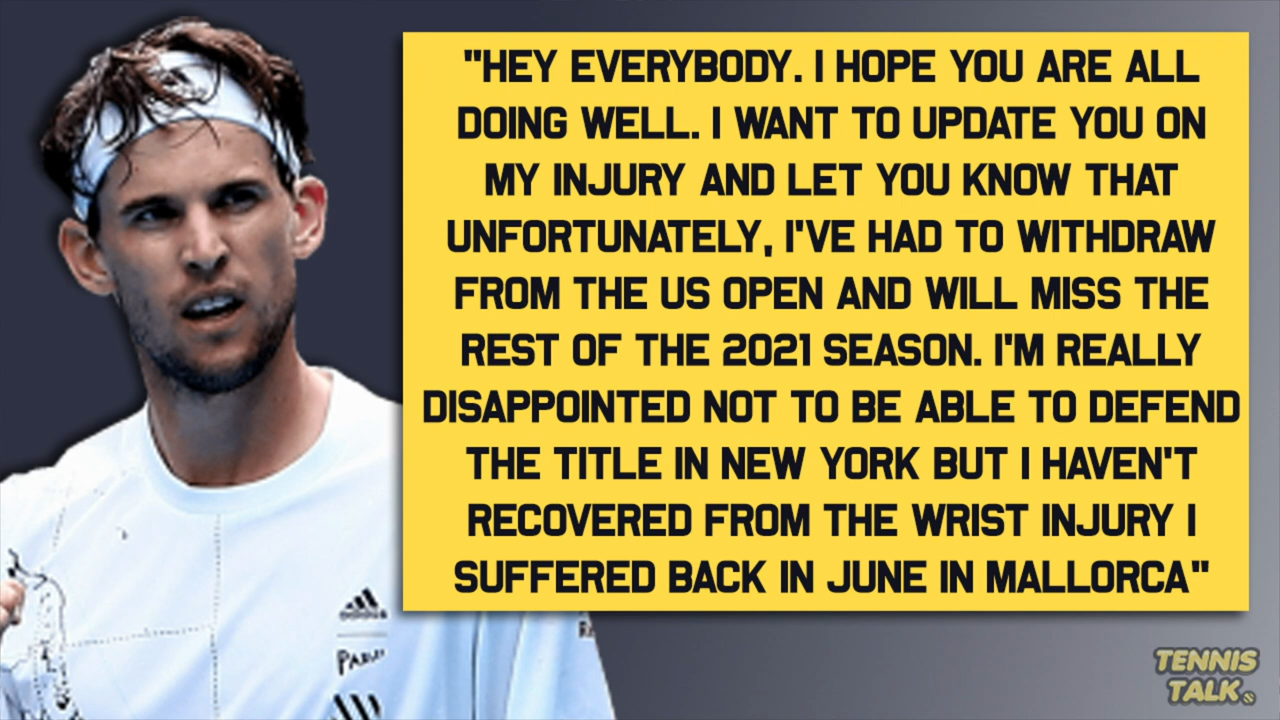 "HEY EVERYBODY. I HOPE YOU ARE ALL
DOING WELL. I WANT TO UPDATE YOU ON
MY INJURY AND LET YOU KNOW THAT
UNFORTUNATELY, I'VE HAD TO WITHDRAW
FROM THE US OPEN AND WILL MISS THE
REST OF THE 2021 SEASON. I'M REALLY
DISAPPOINTED NOT TO BE ABLE TO DEFEND
THE TITLE IN NEW YORK BUT I HAVEN'T
RECOVERED FROM THE WRIST INJURY I
SUFFERED BACK IN JUNE IN MALLORCA"
adidas
TENNIS
TALK